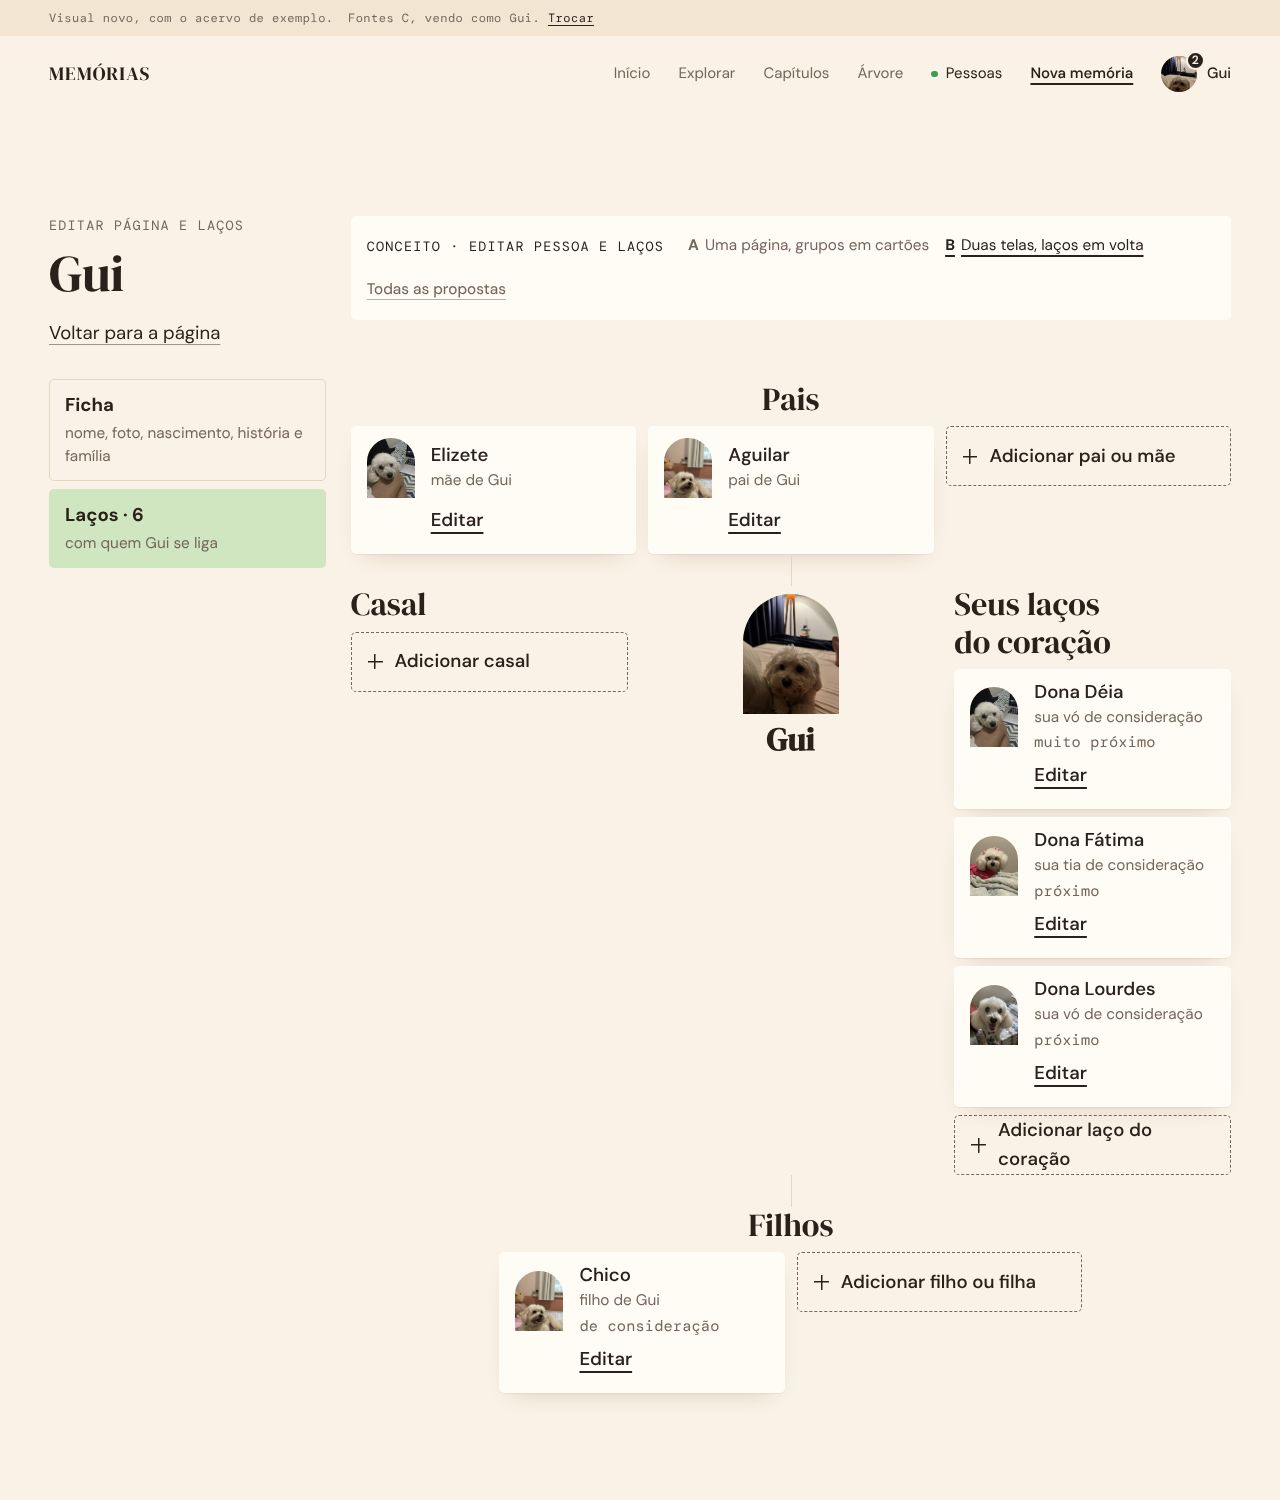 Visual novo, com o acervo de exemplo. Fontes C, vendo como Gui. Trocar
MEMÓRIAS
Início Explorar Capítulos Árvore Pessoas Nova memória 2 Gui
EDITAR PÁGINA E LAÇOS
Gui
Voltar para a página
Ficha
nome, foto, nascimento, história e
família
Laços · 6
com quem Gui se liga
CONCEITO · EDITAR PESSOA E LAÇOS A Uma página, grupos em cartões B Duas telas, laços em volta
Todas as propostas
Pais
Elizete
mãe de Gui
Editar
Aguilar
pai de Gui
Editar
Adicionar pai ou mãe
Casal
Adicionar casal
Gui
Seus laços
do coração
Dona Déia
sua vó de consideração
muito próximo
Editar
Dona Fátima
sua tia de consideração
próximo
Editar
Dona Lourdes
sua vó de consideração
próximo
Editar
Adicionar laço do
coração
Filhos
Chico
filho de Gui
de consideração
Editar
Adicionar filho ou filha